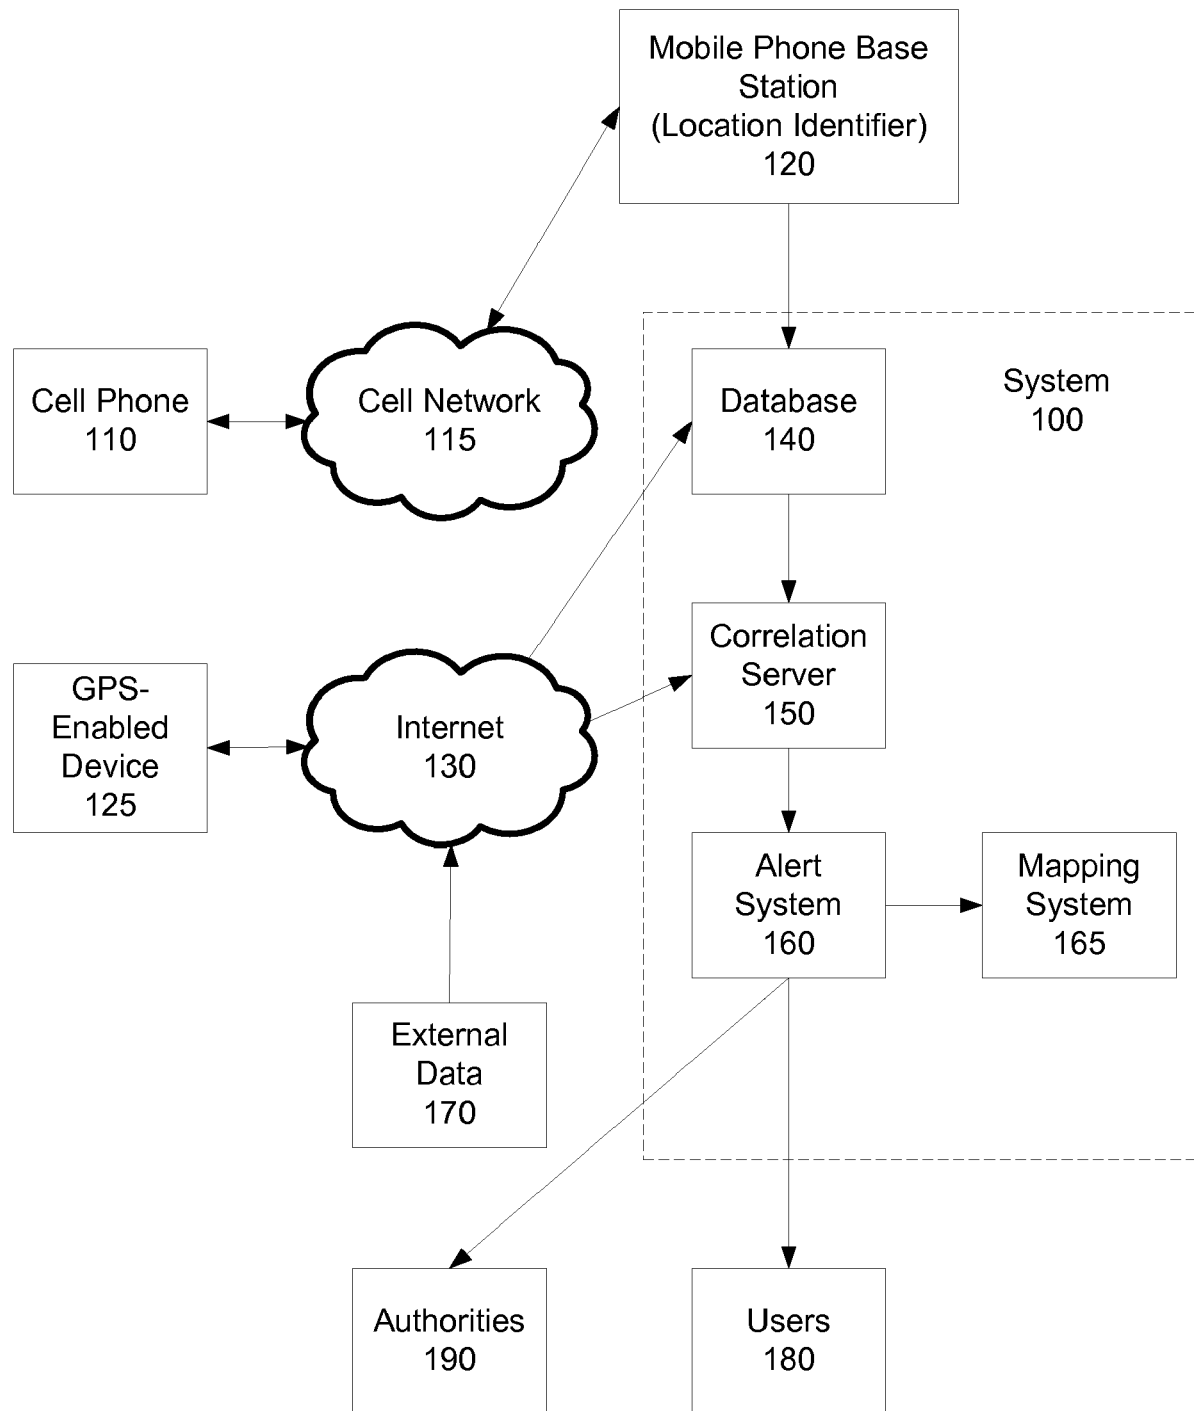 Mobile Phone Base
Station
(Location Identifier)
120
Cell Phone
110
Cell Network
115
Database
140
System
100
Correlation
Server
150
GPS-
Enabled
Device
125
Internet
130
Alert
System
160
Mapping
System
165
External
Data
170
Authorities
190
Users
180